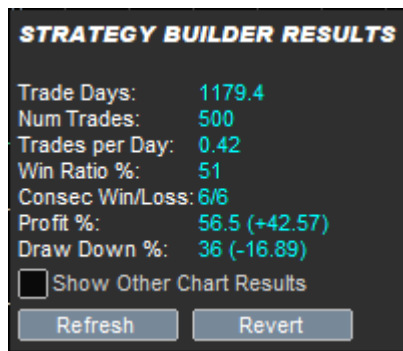 STRATEGY BUILDER RESULTS
Trade Days: 1179.4
Num Trades: 500
Trades per Day: 0.42
Win Ratio %: 51
Consec Win/Loss: 6/6
Profit %: 56.5 (+42.57)
Draw Down %: 36 (-16.89)
Show Other Chart Results
Refresh Revert